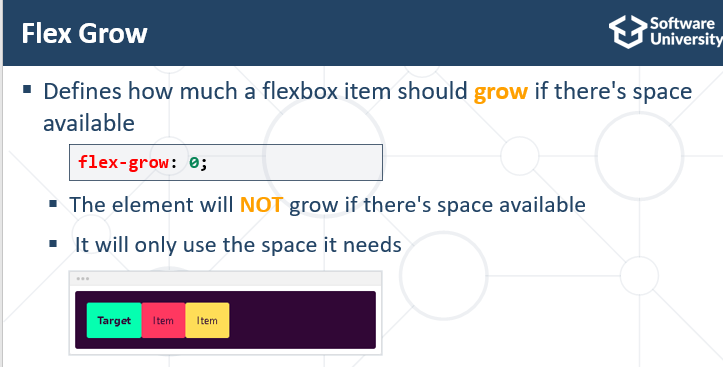 Flex Grow
Software
University
▪ Defines how much a flexbox item should grow if there's space
available
flex-grow: 0;
▪ The element will NOT grow if there's space available
▪ It will only use the space it needs
Target Item Item